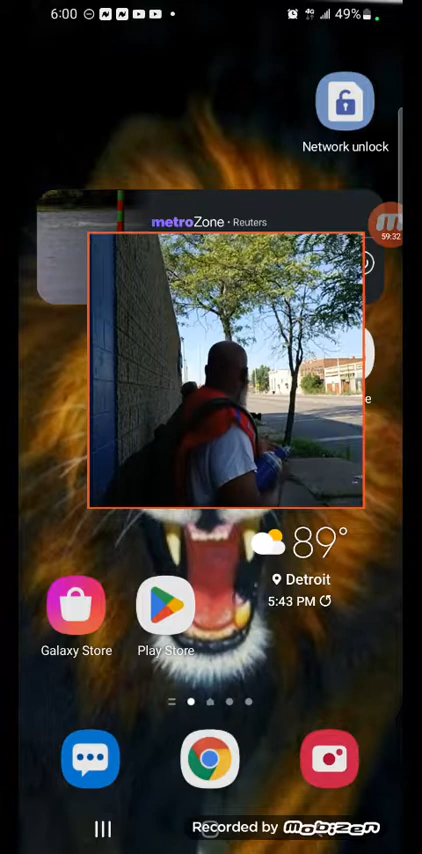 6:00
4G
49%
Network unlock
metroZone • Reuters
59:32
e
89°
Detroit
5:43 PM
Galaxy Store
Play Store
Recorded by Mobizen